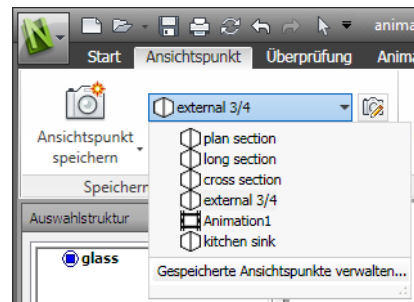 anima
Start Ansichtspunkt Überprüfung Anima
external 3/4
Ansichtspunkt
speichern
plan section
long section
cross section
external 3/4
Animation1
kitchen sink
Speichern
Auswahlstruktur
glass
Gespeicherte Ansichtspunkte verwalten...